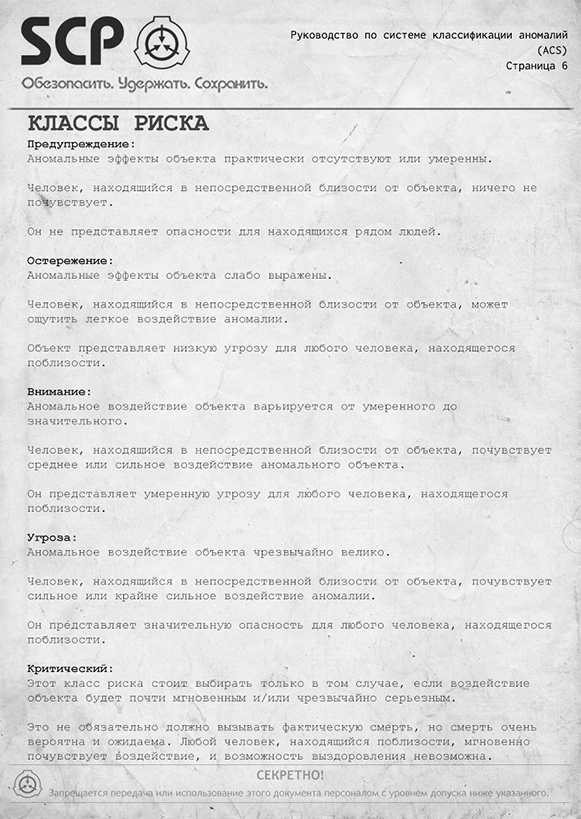 SCP
Обезопасить. Удержать. Сохранить.
Руководство по системе классификации аномалий
(ACS)
Страница 6
КЛАССЫ РИСКА
Предупреждение:
Аномальные эффекты объекта практически отсутствуют или умеренны.
Человек, находящийся в непосредственной близости от объекта, ничего не
почувствует.
Он не представляет опасности для находящихся рядом людей.
Остережение:
Аномальные эффекты объекта слабо выражены.
Человек, находящийся в непосредственной близости от объекта, может
ощутить легкое воздействие аномалии.
Объект представляет низкую угрозу для любого человека, находящегося
поблизости.
Внимание:
Аномальное воздействие объекта варьируется от умеренного до
значительного.
Человек, находящийся в непосредственной близости от объекта, почувствует
среднее или сильное воздействие аномального объекта.
Он представляет умеренную угрозу для любого человека, находящегося
поблизости.
Угроза:
Аномальное воздействие объекта чрезвычайно велико.
Человек, находящийся в непосредственной близости от объекта, почувствует
сильное или крайне сильное воздействие аномалии.
Он представляет значительную опасность для любого человека, находящегося
поблизости.
Критический:
Этот класс риска стоит выбирать только в том случае, если воздействие
объекта будет почти мгновенным и/или чрезвычайно серьезным.
Это не обязательно должно вызывать фактическую смерть, но смерть очень
вероятна и ожидаема. Любой человек, находящийся поблизости, мгновенно
почувствует воздействие, и возможность выздоровления невозможна.
СЕКРЕТНО!
Запрещается передача или использование этого документа персоналом с уровнем допуска ниже указанного.